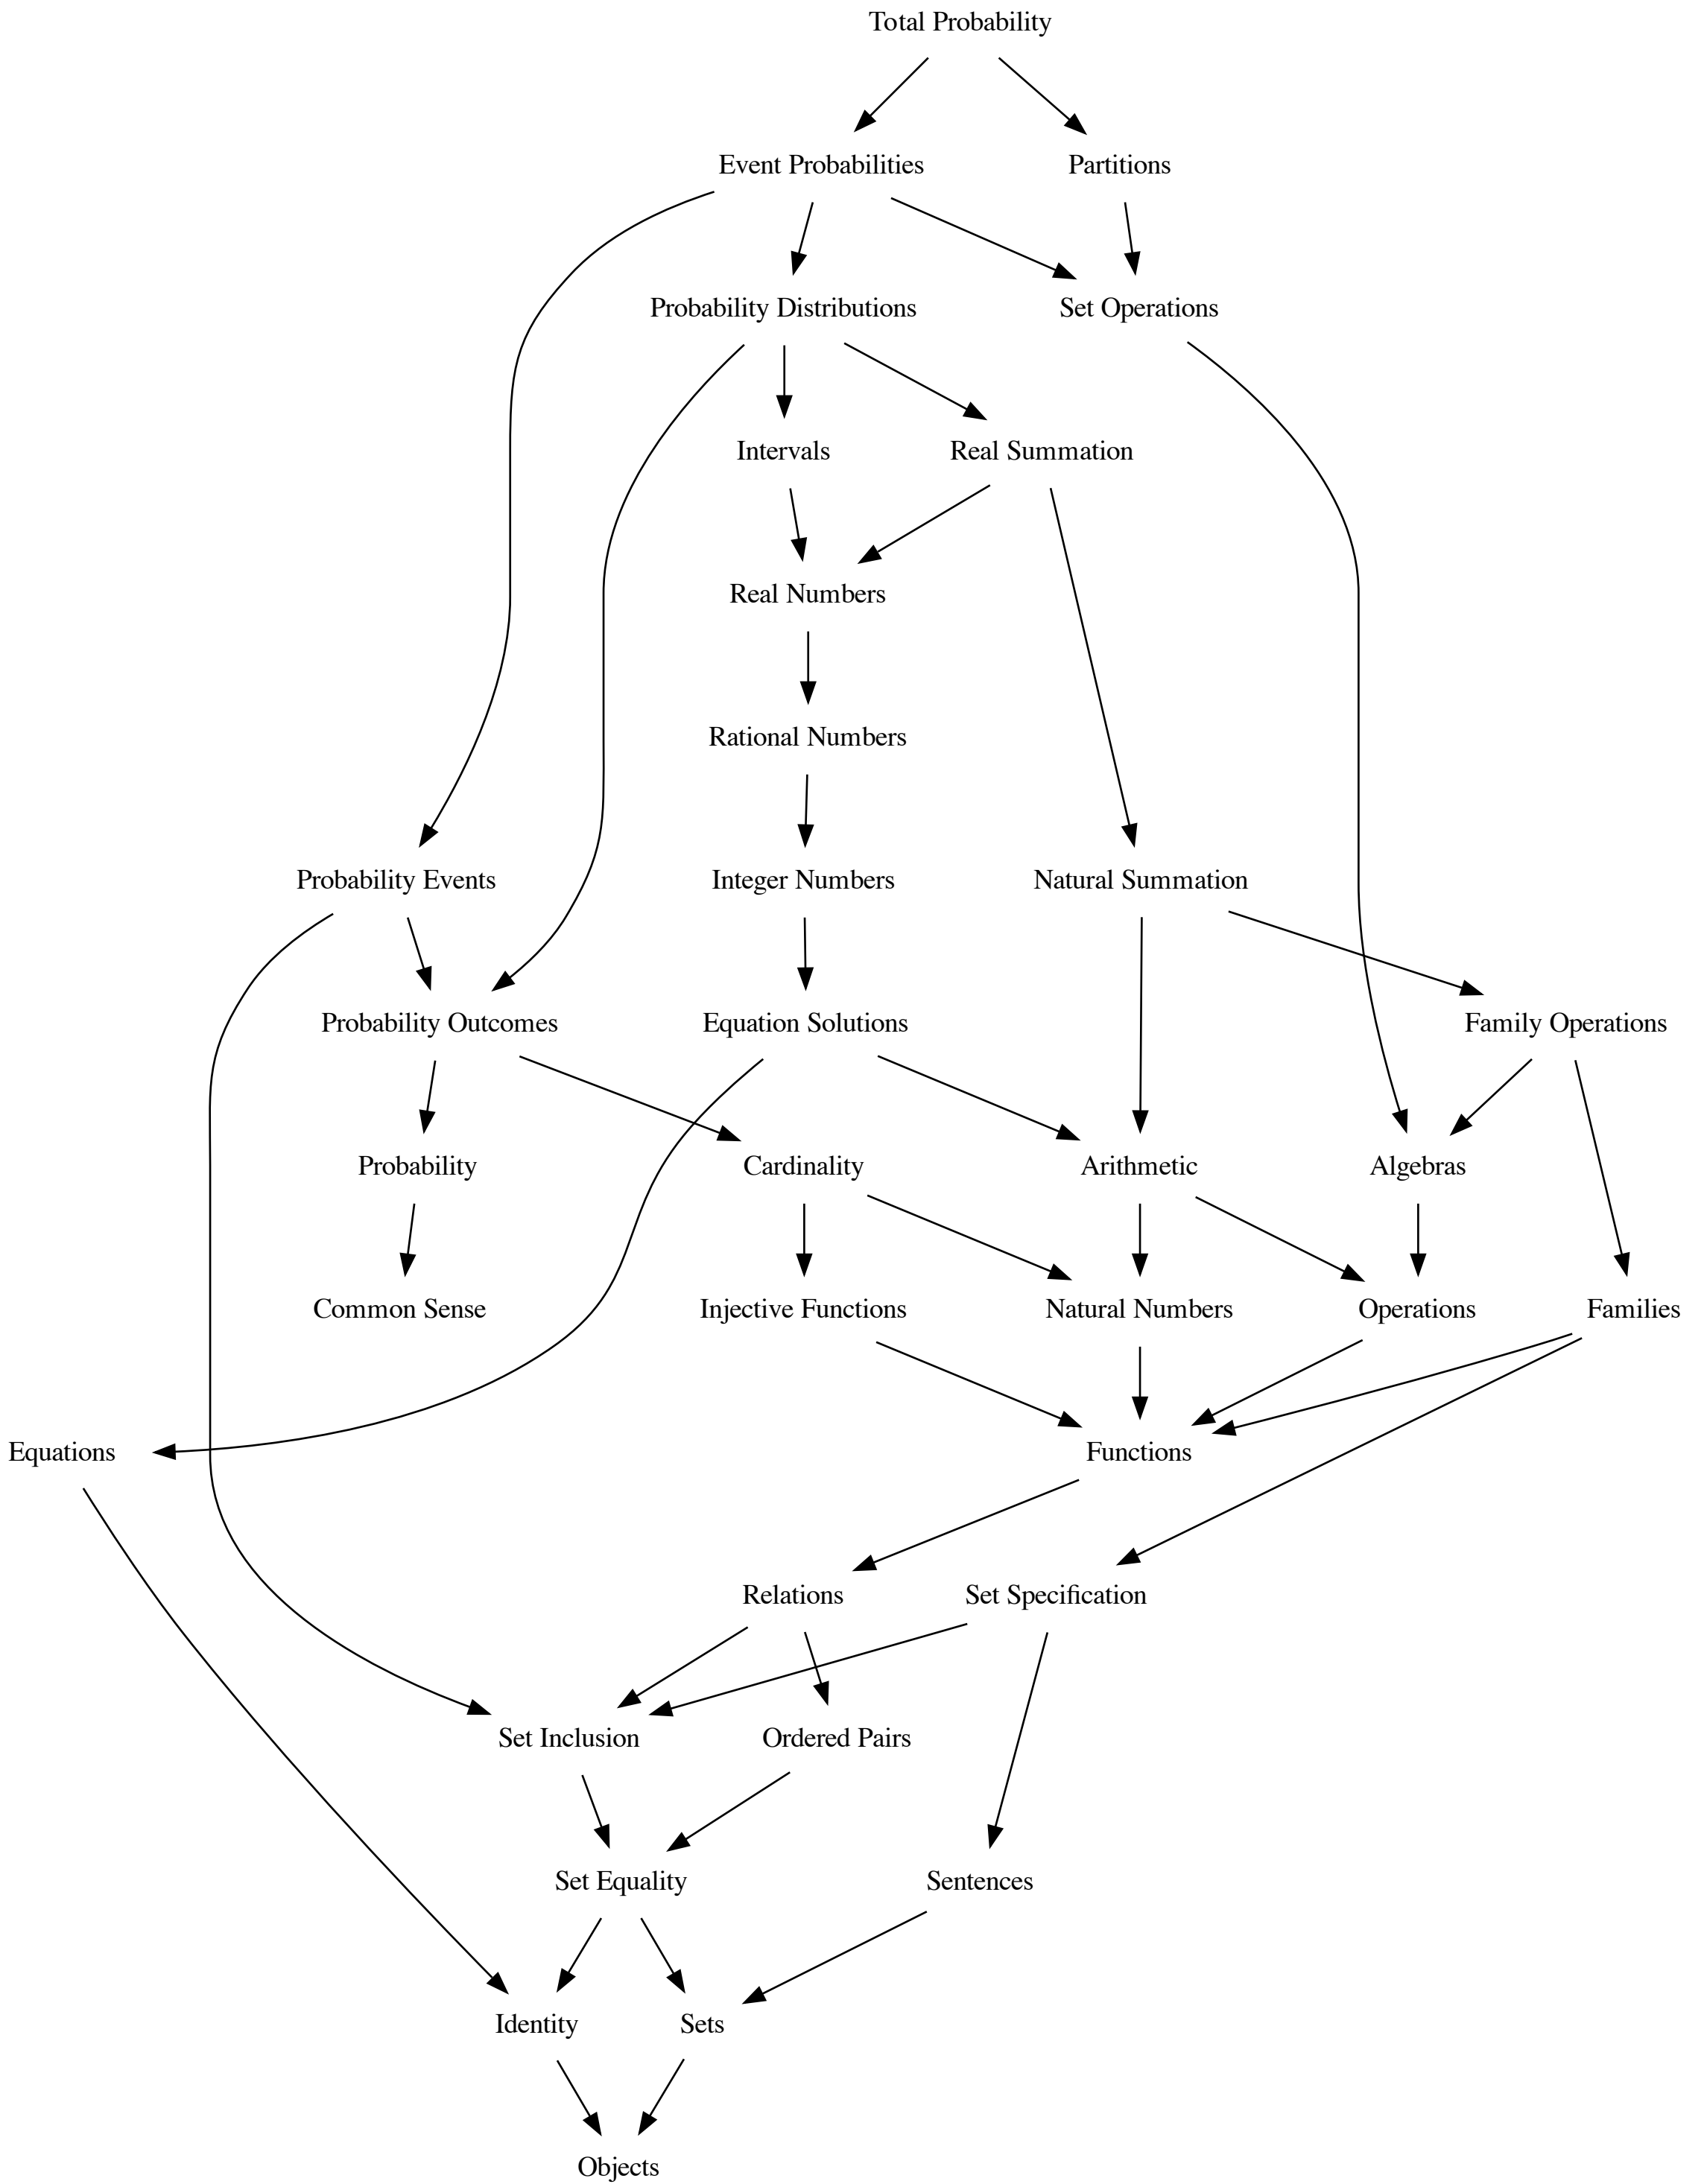 Total Probability
Event Probabilities
Partitions
Probability Distributions
Set Operations
Intervals
Real Summation
Real Numbers
Rational Numbers
Probability Events
Integer Numbers
Natural Summation
Probability Outcomes
Equation Solutions
Family Operations
Probability
Cardinality
Arithmetic
Algebras
Common Sense
Injective Functions
Natural Numbers
Operations
Families
Equations
Functions
Relations
Set Specification
Set Inclusion
Ordered Pairs
Set Equality
Sentences
Identity
Sets
Objects